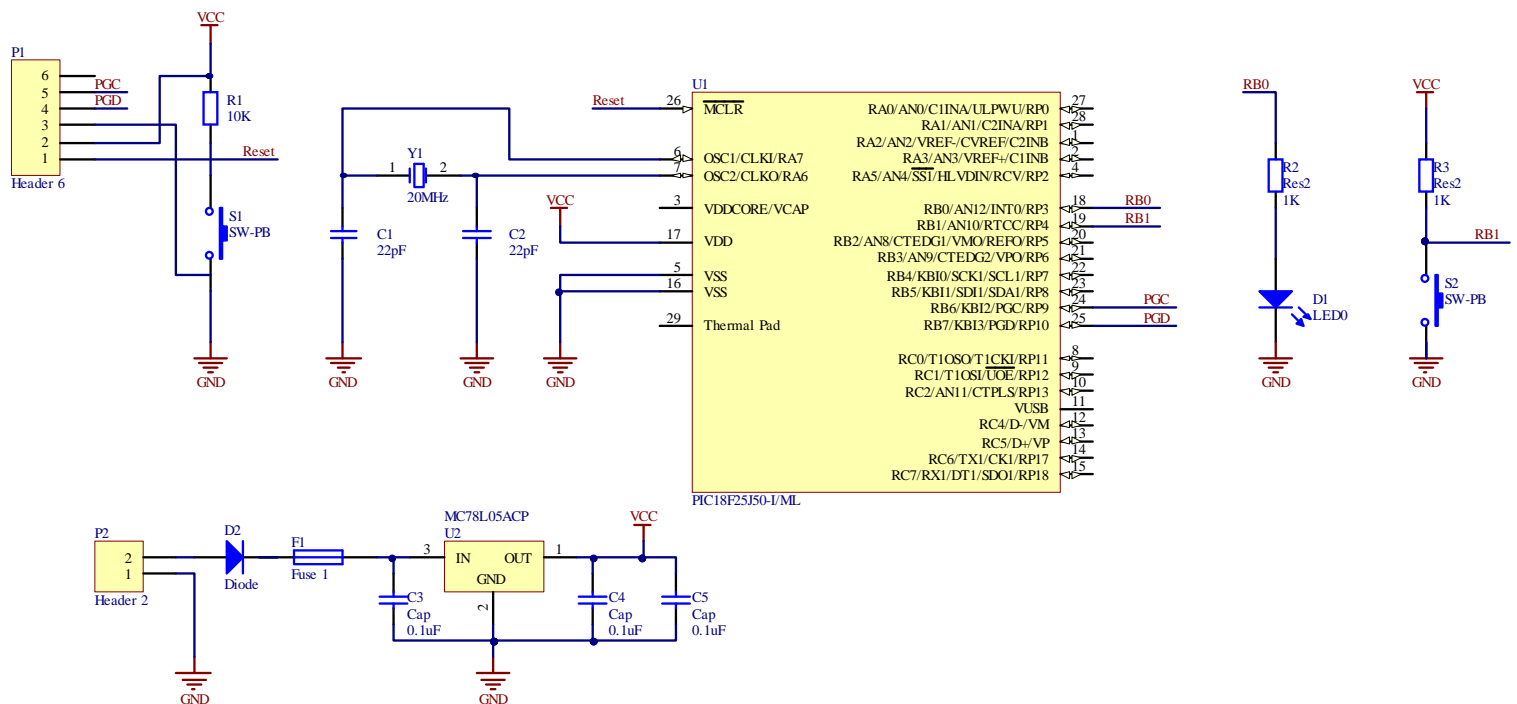 VCC
P1
6
5
4
3
2
1
PGC
PGD
Header 6
R1
10K
Reset
S1
SW-PB
GND
1
Y1
2
20MHz
C1
22pF
C2
22pF
GND
GND
VCC
GND
Reset
U1
26
MCLR
6
OSC1/CLKI/RA7
7
OSC2/CLKO/RA6
3
VDDCORE/VCAP
17
VDD
5
VSS
16
VSS
29
Thermal Pad
RA0/AN0/C1INA/ULPWU/RP0
27
RA1/AN1/C2INA/RP1
28
RA2/AN2/VREF-/CVREF/C2INB
1
RA3/AN3/VREF+/C1INB
2
RA5/AN4/SS1/HLVDIN/RCV/RP2
4
RB0/AN12/INT0/RP3
18
RB0
RB1/AN10/RTCC/RP4
19
RB1
RB2/AN8/CTEDG1/VMO/REFO/RP5
20
RB3/AN9/CTEDG2/VPO/RP6
21
RB4/KBI0/SCK1/SCL1/RP7
22
RB5/KBI1/SDI1/SDA1/RP8
23
RB6/KBI2/PGC/RP9
24
PGC
RB7/KBI3/PGD/RP10
25
PGD
RC0/T1OSO/T1CKI/RP11
8
RC1/T1OSI/UOE/RP12
9
RC2/AN11/CTPLS/RP13
10
VUSB
11
RC4/D-/VM
12
RC5/D+/VP
13
RC6/TX1/CK1/RP17
14
RC7/RX1/DT1/SDO1/RP18
15
PIC18F25J50-I/ML
RB0
R2
Res2
1K
D1
LED0
GND
VCC
R3
Res2
1K
RB1
S2
SW-PB
GND
P2
2
1
Header 2
GND
D2
Diode
F1
Fuse 1
MC78L05ACP
U2
3
IN
OUT
1
GND
2
VCC
C3
Cap
0.1uF
C4
Cap
0.1uF
C5
Cap
0.1uF
GND